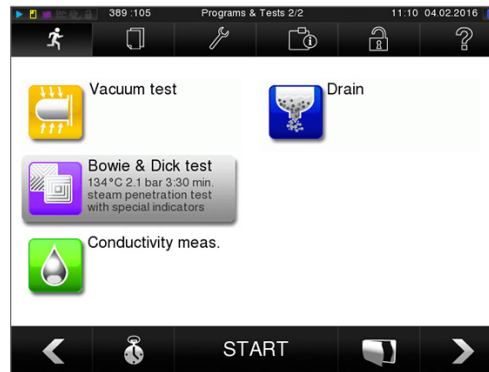 389 :105 Programs & Tests 2/2 11:10 04.02.2016
Vacuum test
Drain
Bowie & Dick test
134°C 2.1 bar 3:30 min.
steam penetration test
with special indicators
Conductivity meas.
START